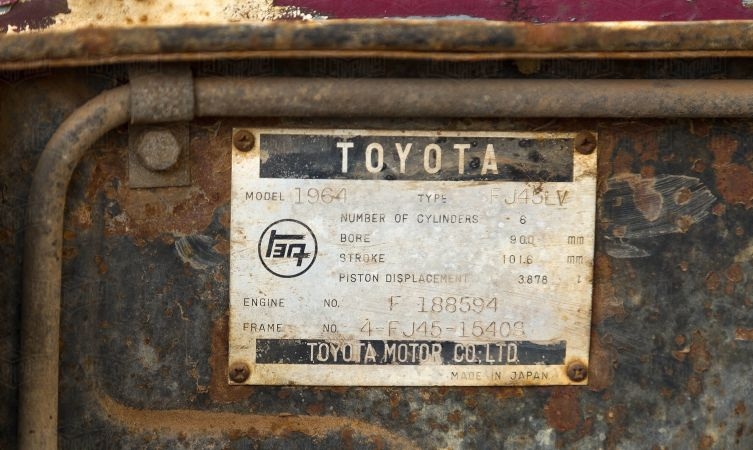 TOYOTA
MODEL 1964 TYPE FJ45LV
NUMBER OF CYLINDERS 6
BORE 90.0 mm
STROKE 101.6 mm
PISTON DISPLACEMENT 3.878 l
ENGINE NO. F 188594
FRAME NO. 4-FJ45-15408
TOYOTA MOTOR CO., LTD.
MADE IN JAPAN